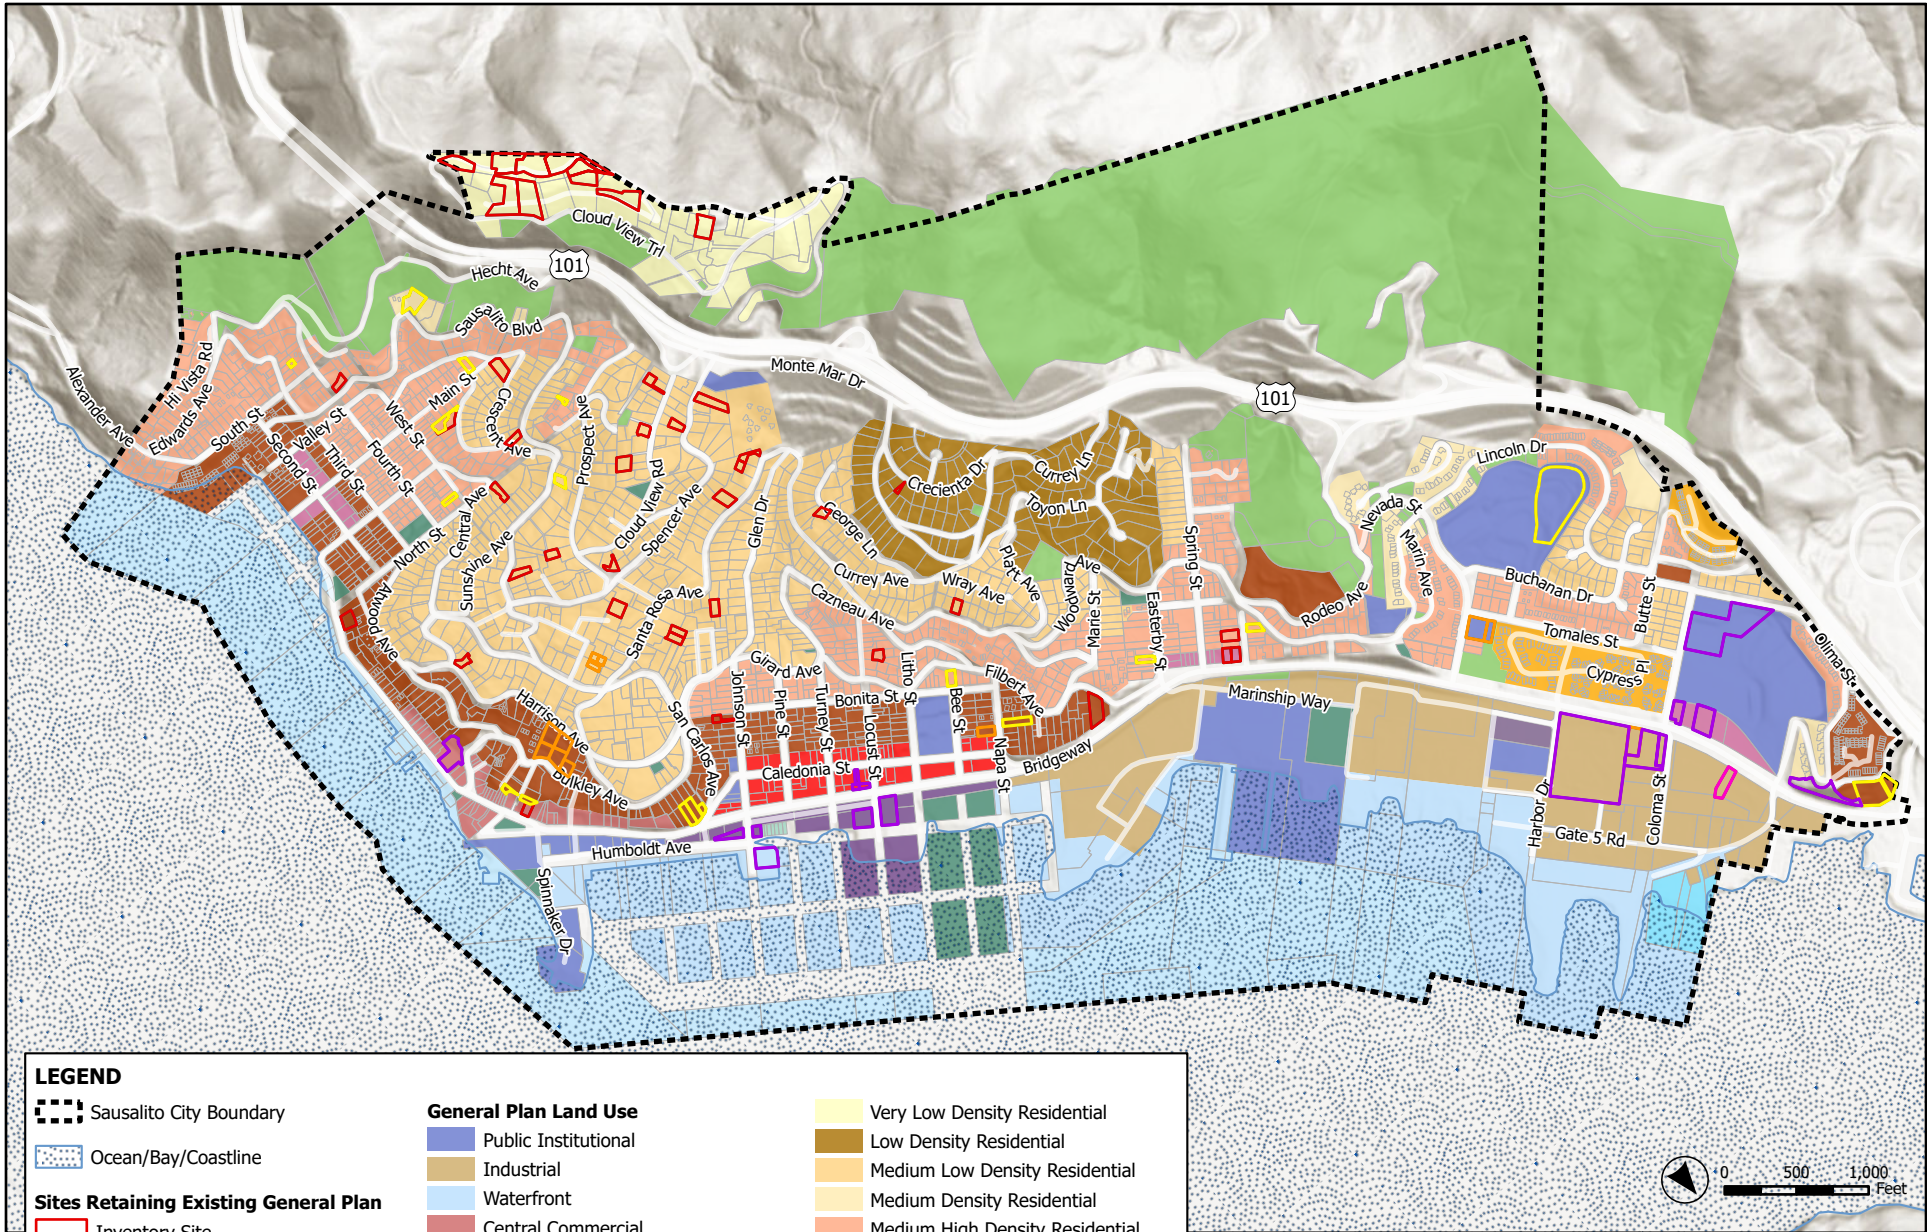 Cloud View Trl
Hecht Ave
101
Sausalito Blvd
Monte Mar Dr
101
Alexander Ave
Hi Vista Rd
Edwards Ave
South St
Second St
Valley St
Third St
Fourth St
West St
Main St
Crescent Ave
Prospect Ave
Cloud View Rd
Spencer Ave
Glen Dr
George Ln
Crecienta Dr
Currey Ln
Toyon Ln
Lincoln Dr
Nevada St
Marin Ave
Spring St
North St
Central Ave
Sunshine Ave
Atwood Ave
Santa Rosa Ave
Currey Ave
Cazneau Ave
Wray Ave
Platt Ave
Woodward
Ave
Marie St
Easterby St
Rodeo Ave
Buchanan Dr
Butte St
Tomales St
Cypress
Pl
Olima St
Harrison Ave
Bulkley Ave
San Carlos Ave
Girard Ave
Johnson St
Pine St
Turney St
Bonita St
Locust St
Litho St
Bee St
Filbert Ave
Napa St
Caledonia St
Bridgeway
Marinship Way
Harbor Dr
Coloma St
Gate 5 Rd
Humboldt Ave
Spinnaker Dr
LEGEND
Sausalito City Boundary
Ocean/Bay/Coastline
Sites Retaining Existing General Plan
Inventory Site
General Plan Land Use
Public Institutional
Industrial
Waterfront
Central Commercial
Very Low Density Residential
Low Density Residential
Medium Low Density Residential
Medium Density Residential
Medium High Density Residential
0 500 1,000
Feet